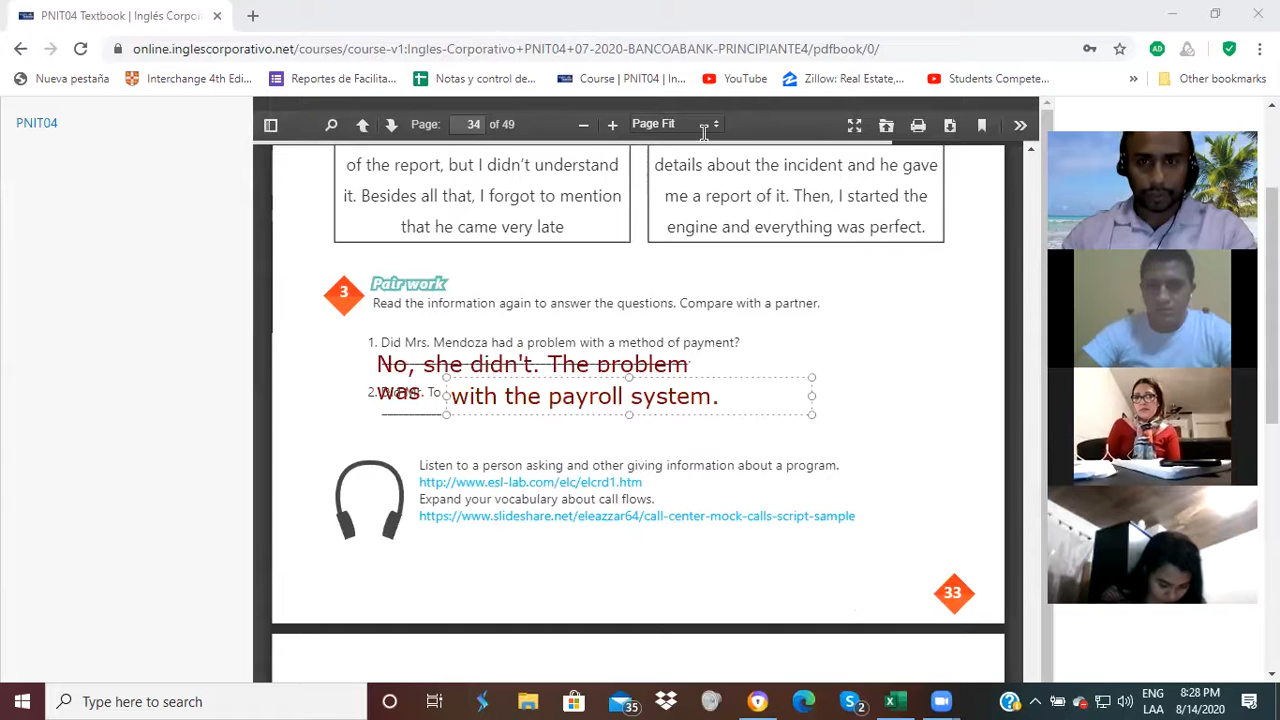 PNIT04 Textbook | Inglés Corpor
online.inglescorporativo.net/courses/course-v1:Ingles-Corporativo+PNIT04+07-2020-BANCOABANK-PRINCIPIANTE4/pdfbook/0/
Nueva pestaña
Interchange 4th Edi...
Reportes de Facilita...
Notas y control de...
Course | PNIT04 | In...
YouTube
Zillow: Real Estate,...
Students Compete...
Other bookmarks
PNIT04
Page: 34 of 49
Page Fit
of the report, but I didn't understand
it. Besides all that, I forgot to mention
that he came very late
details about the incident and he gave
me a report of it. Then, I started the
engine and everything was perfect.
3
Pair work
Read the information again to answer the questions. Compare with a partner.
1. Did Mrs. Mendoza had a problem with a method of payment?
No, she didn't. The problem
was
2. Mr. To
with the payroll system.
Listen to a person asking and other giving information about a program.
http://www.esl-lab.com/elc/elcrd1.htm
Expand your vocabulary about call flows.
https://www.slideshare.net/eleazzar64/call-center-mock-calls-script-sample
33
Type here to search
35
2
ENG
LAA
8:28 PM
8/14/2020